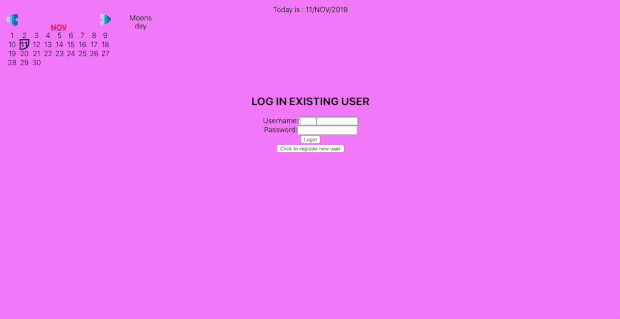 Today is : 11/NOV/2019
Moons
day
NOV
1 2 3 4 5 6 7 8 9
10 11 12 13 14 15 16 17 18
19 20 21 22 23 24 25 26 27
28 29 30
LOG IN EXISTING USER
Username:
Password:
Login
Click to register new user